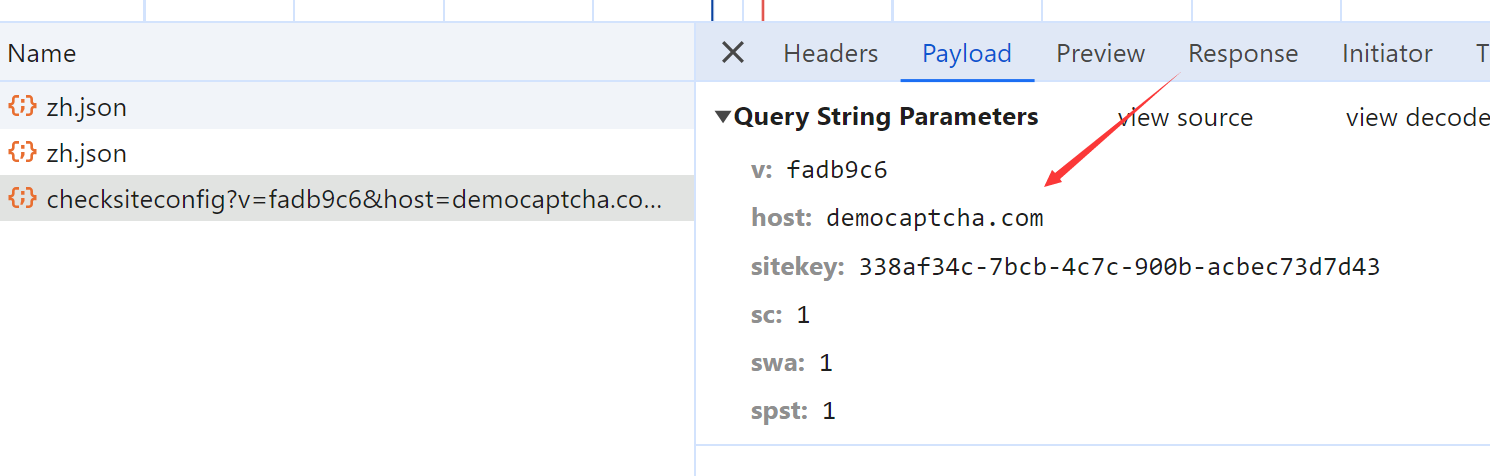 Name
zh.json
zh.json
checksiteconfig?v=fadb9c6&host=democaptcha.co...
Headers Payload Preview Response Initiator T
Query String Parameters view source view decode
v: fadb9c6
host: democaptcha.com
sitekey: 338af34c-7bcb-4c7c-900b-acbec73d7d43
sc: 1
swa: 1
spst: 1